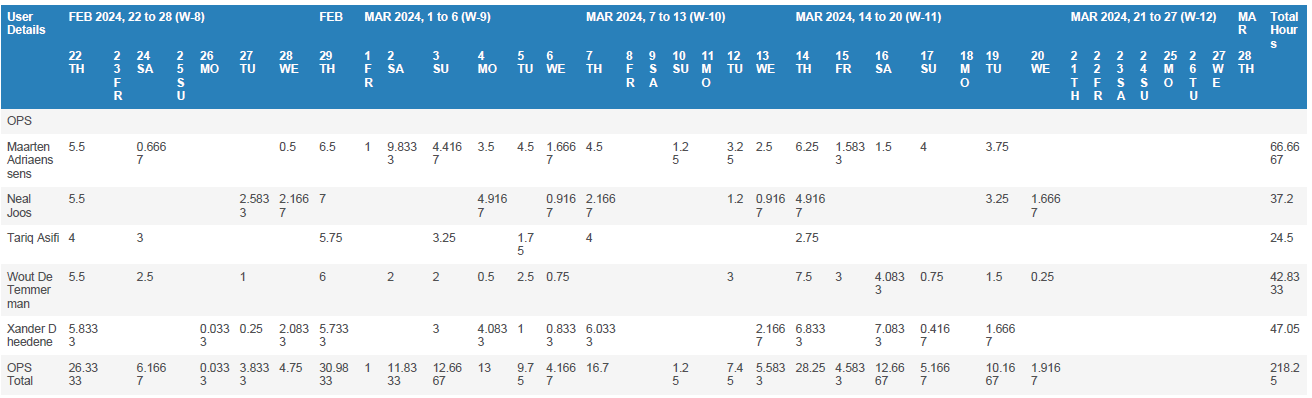 User Details FEB 2024, 22 to 28 (W-8) FEB MAR 2024, 1 to 6 (W-9) MAR 2024, 7 to 13 (W-10) MAR 2024, 14 to 20 (W-11) MAR 2024, 21 to 27 (W-12) MAR Total Hours
22 TH 23 FR 24 SA 25 SU 26 MO 27 TU 28 WE 29 TH 1 FR 2 SA 3 SU 4 MO 5 TU 6 WE 7 TH 8 FR 9 SA 10 SU 11 MO 12 TU 13 WE 14 TH 15 FR 16 SA 17 SU 18 MO 19 TU 20 WE 21 TH 22 FR 23 SA 24 SU 25 MO 26 TU 27 WE 28 TH
OPS
Maarten Adriaenssens 5.5 0.6667 0.5 6.5 1 9.8333 4.4167 3.5 4.5 1.6667 4.5 1.25 3.25 2.5 6.25 1.5833 1.5 4 3.75 66.6667
Neal Joos 5.5 2.5833 2.1667 7 4.9167 0.9167 2.1667 1.2 0.9167 4.9167 3.25 1.6667 37.2
Tariq Asifi 4 3 5.75 3.25 1.75 4 2.75 24.5
Wout De Temmerman 5.5 2.5 1 6 2 2 0.5 2.5 0.75 3 7.5 3 4.0833 0.75 1.5 0.25 42.8333
Xander Dheedene 5.8333 0.0333 0.25 2.0833 5.7333 3 4.0833 1 0.8333 6.0333 2.1667 6.8333 7.0833 0.4167 1.6667 47.05
OPS Total 26.3333 6.1667 0.0333 3.8333 4.75 30.9833 1 11.8333 12.6667 13 9.75 4.1667 16.7 1.25 7.45 5.5833 28.25 4.5833 12.6667 5.1667 10.1667 1.9167 218.25